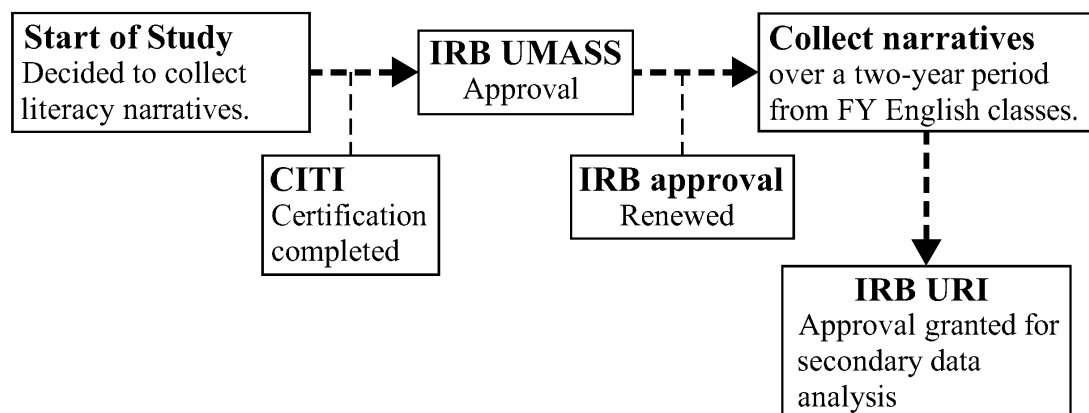 Start of Study
Decided to collect
literacy narratives.
IRB UMASS
Approval
Collect narratives
over a two-year period
from FY English classes.
CITI
Certification
completed
IRB approval
Renewed
IRB URI
Approval granted for
secondary data
analysis